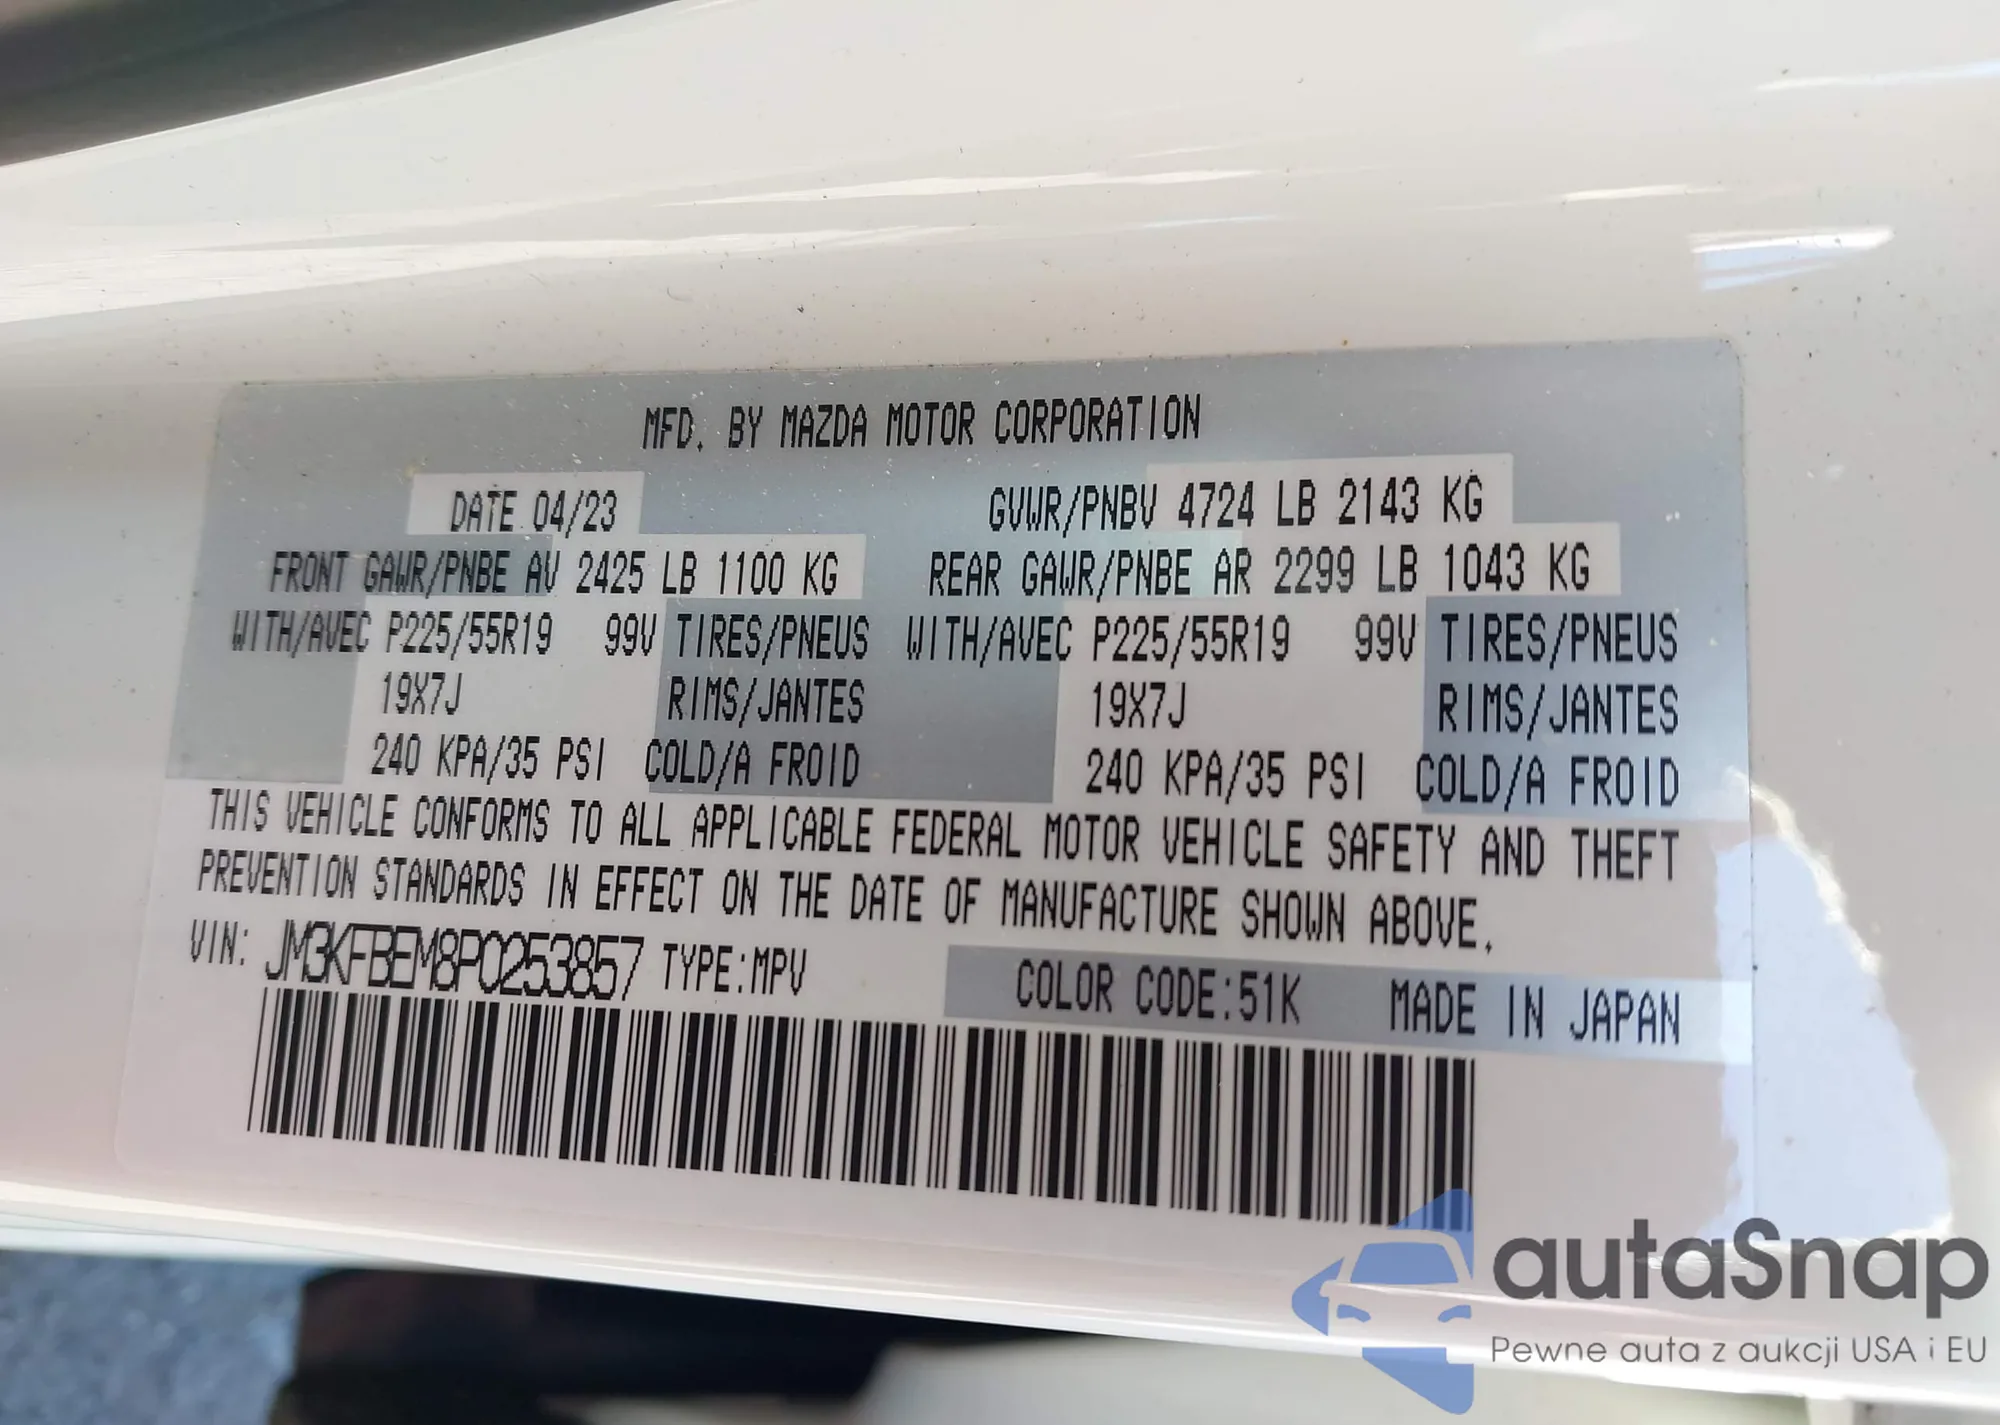 MFD. BY MAZDA MOTOR CORPORATION
DATE 04/23 GVWR/PNBV 4724 LB 2143 KG
FRONT GAWR/PNBE AV 2425 LB 1100 KG REAR GAWR/PNBE AR 2299 LB 1043 KG
WITH/AVEC P225/55R19 99V TIRES/PNEUS WITH/AVEC P225/55R19 99V TIRES/PNEUS
19X7J RIMS/JANTES 19X7J RIMS/JANTES
240 KPA/35 PSI COLD/A FROID 240 KPA/35 PSI COLD/A FROID
THIS VEHICLE CONFORMS TO ALL APPLICABLE FEDERAL MOTOR VEHICLE SAFETY AND THEFT
PREVENTION STANDARDS IN EFFECT ON THE DATE OF MANUFACTURE SHOWN ABOVE.
VIN: JM3KFBEM8P0253857 TYPE:MPV COLOR CODE:51K MADE IN JAPAN
autaSnap
Pewne auta z aukcji USA i EU